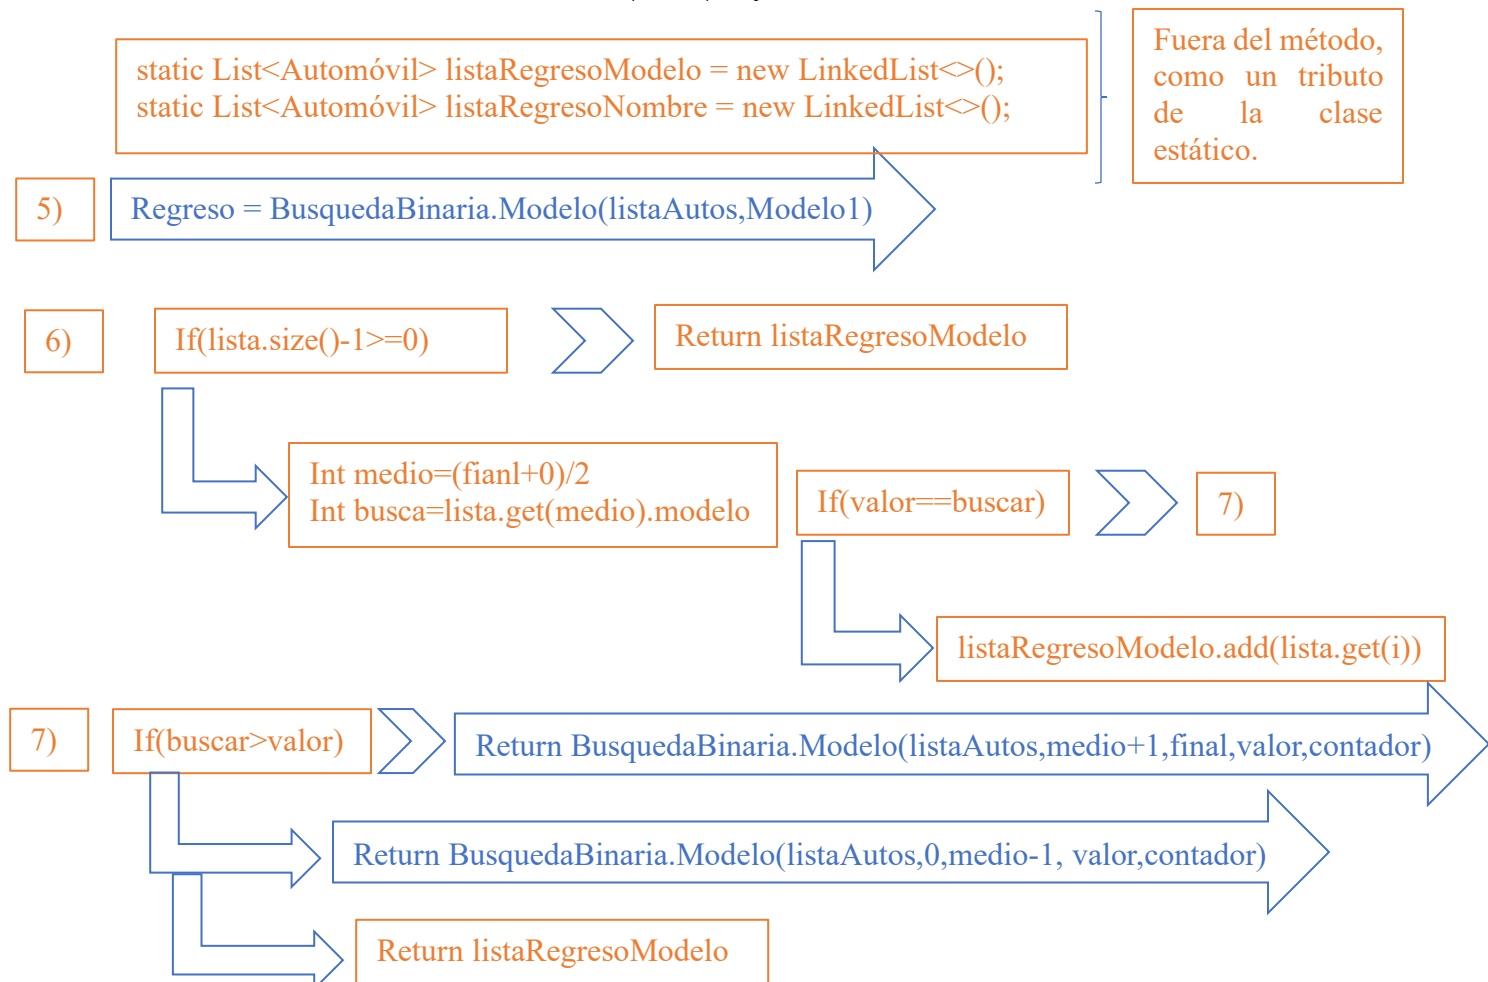 static List<Automóvil> listaRegresoModelo = new LinkedList<>();
static List<Automóvil> listaRegresoNombre = new LinkedList<>();
Fuera del método,
como un tributo
de la clase
estático.
5)
Regreso = BusquedaBinaria.Modelo(listaAutos,Modelo1)
6)
If(lista.size()-1>=0)
Return listaRegresoModelo
Int medio=(fianl+0)/2
Int busca=lista.get(medio).modelo
If(valor==buscar)
7)
listaRegresoModelo.add(lista.get(i))
7)
If(buscar>valor)
Return BusquedaBinaria.Modelo(listaAutos,medio+1,final,valor,contador)
Return BusquedaBinaria.Modelo(listaAutos,0,medio-1, valor,contador)
Return listaRegresoModelo